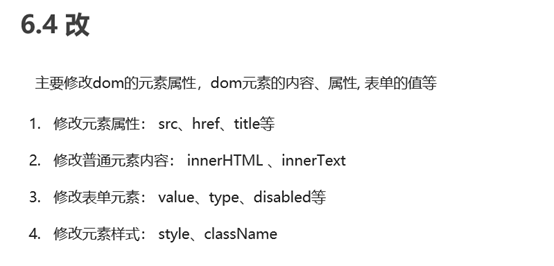 6.4 改
主要修改dom的元素属性，dom元素的内容、属性, 表单的值等
1. 修改元素属性： src、href、title等
2. 修改普通元素内容： innerHTML 、innerText
3. 修改表单元素： value、type、disabled等
4. 修改元素样式： style、className